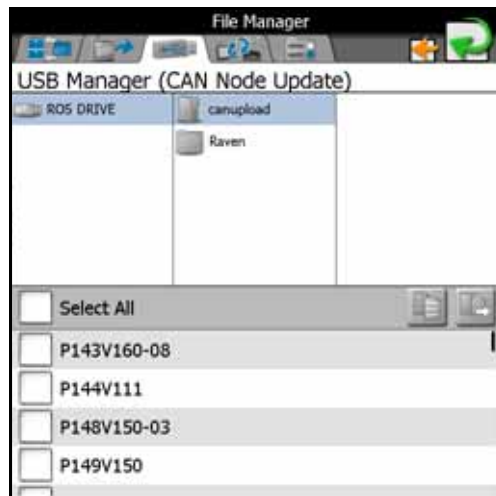 File Manager
USB Manager (CAN Node Update)
ROS DRIVE
canupload
Raven
Select All
P143V160-08
P144V111
P148V150-03
P149V150